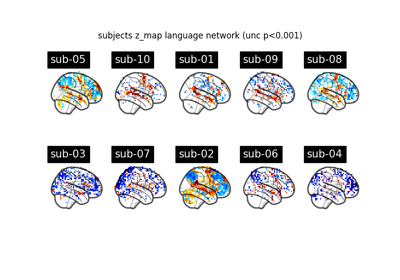 subjects z_map language network (unc p<0.001)
sub-05 sub-10 sub-01 sub-09 sub-08
sub-03 sub-07 sub-02 sub-06 sub-04